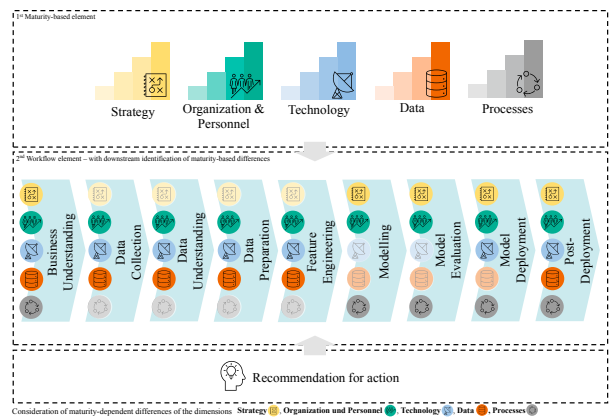 1st Maturity-based element
Strategy
Organization &
Personnel
Technology
Data
Processes
2nd Workflow element – with downstream identification of maturity-based differences
Business
Understanding
Data
Collection
Data
Understanding
Data
Preparation
Feature
Engineering
Modelling
Model
Evaluation
Model
Deployment
Post-
Deployment
Recommendation for action
Consideration of maturity-dependent differences of the dimensions Strategy , Organization und Personnel , Technology , Data , Processes